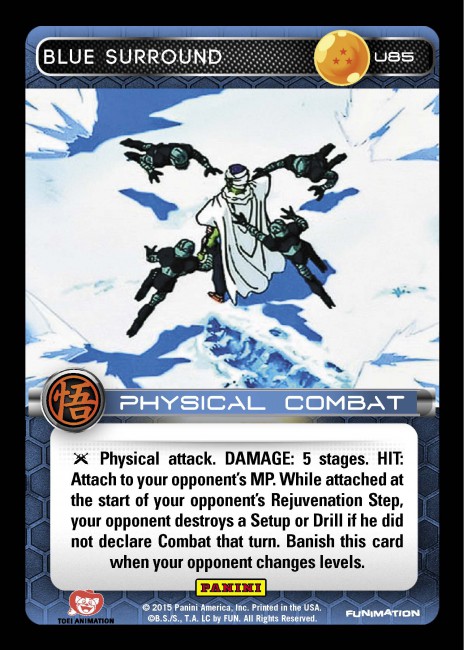 BLUE SURROUND
U85
悟
PHYSICAL COMBAT
Physical attack. DAMAGE: 5 stages. HIT:
Attach to your opponent's MP. While attached
at the start of your opponent's Rejuvenation Step,
your opponent destroys a Setup or Drill if he did
not declare Combat that turn. Banish this card
when your opponent changes levels.
PANINI
TOEI ANIMATION
© 2015 Panini America, Inc. Printed in the USA.
©B.S./S., T.A. LC by FUN. All Rights Reserved.
FUNIMATION